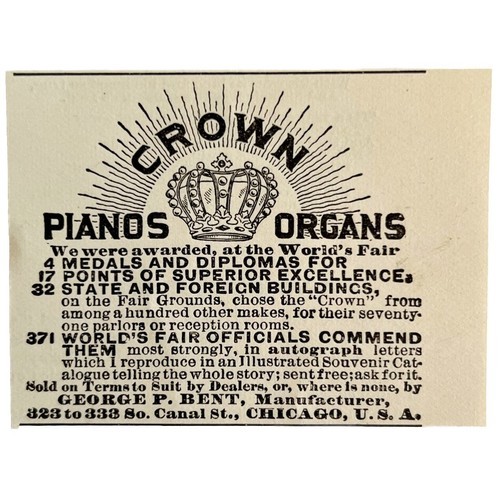 CROWN
PIANOS ORGANS
We were awarded, at the World's Fair
4 MEDALS AND DIPLOMAS FOR
17 POINTS OF SUPERIOR EXCELLENCE,
32 STATE AND FOREIGN BUILDINGS,
on the Fair Grounds, chose the "Crown" from
among a hundred other makes, for their seventy-
one parlors or reception rooms.
371 WORLD'S FAIR OFFICIALS COMMEND
THEM most strongly, in autograph letters
which I reproduce in an Illustrated Souvenir Cat-
alogue telling the whole story; sent free; ask for it.
Sold on Terms to Suit by Dealers, or, where is none, by
GEORGE P. BENT, Manufacturer,
323 to 333 So. Canal St., CHICAGO, U. S. A.